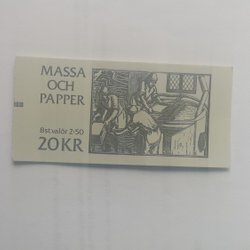 MASSA
OCH
PAPPER
8st.valör 2:50
20KR